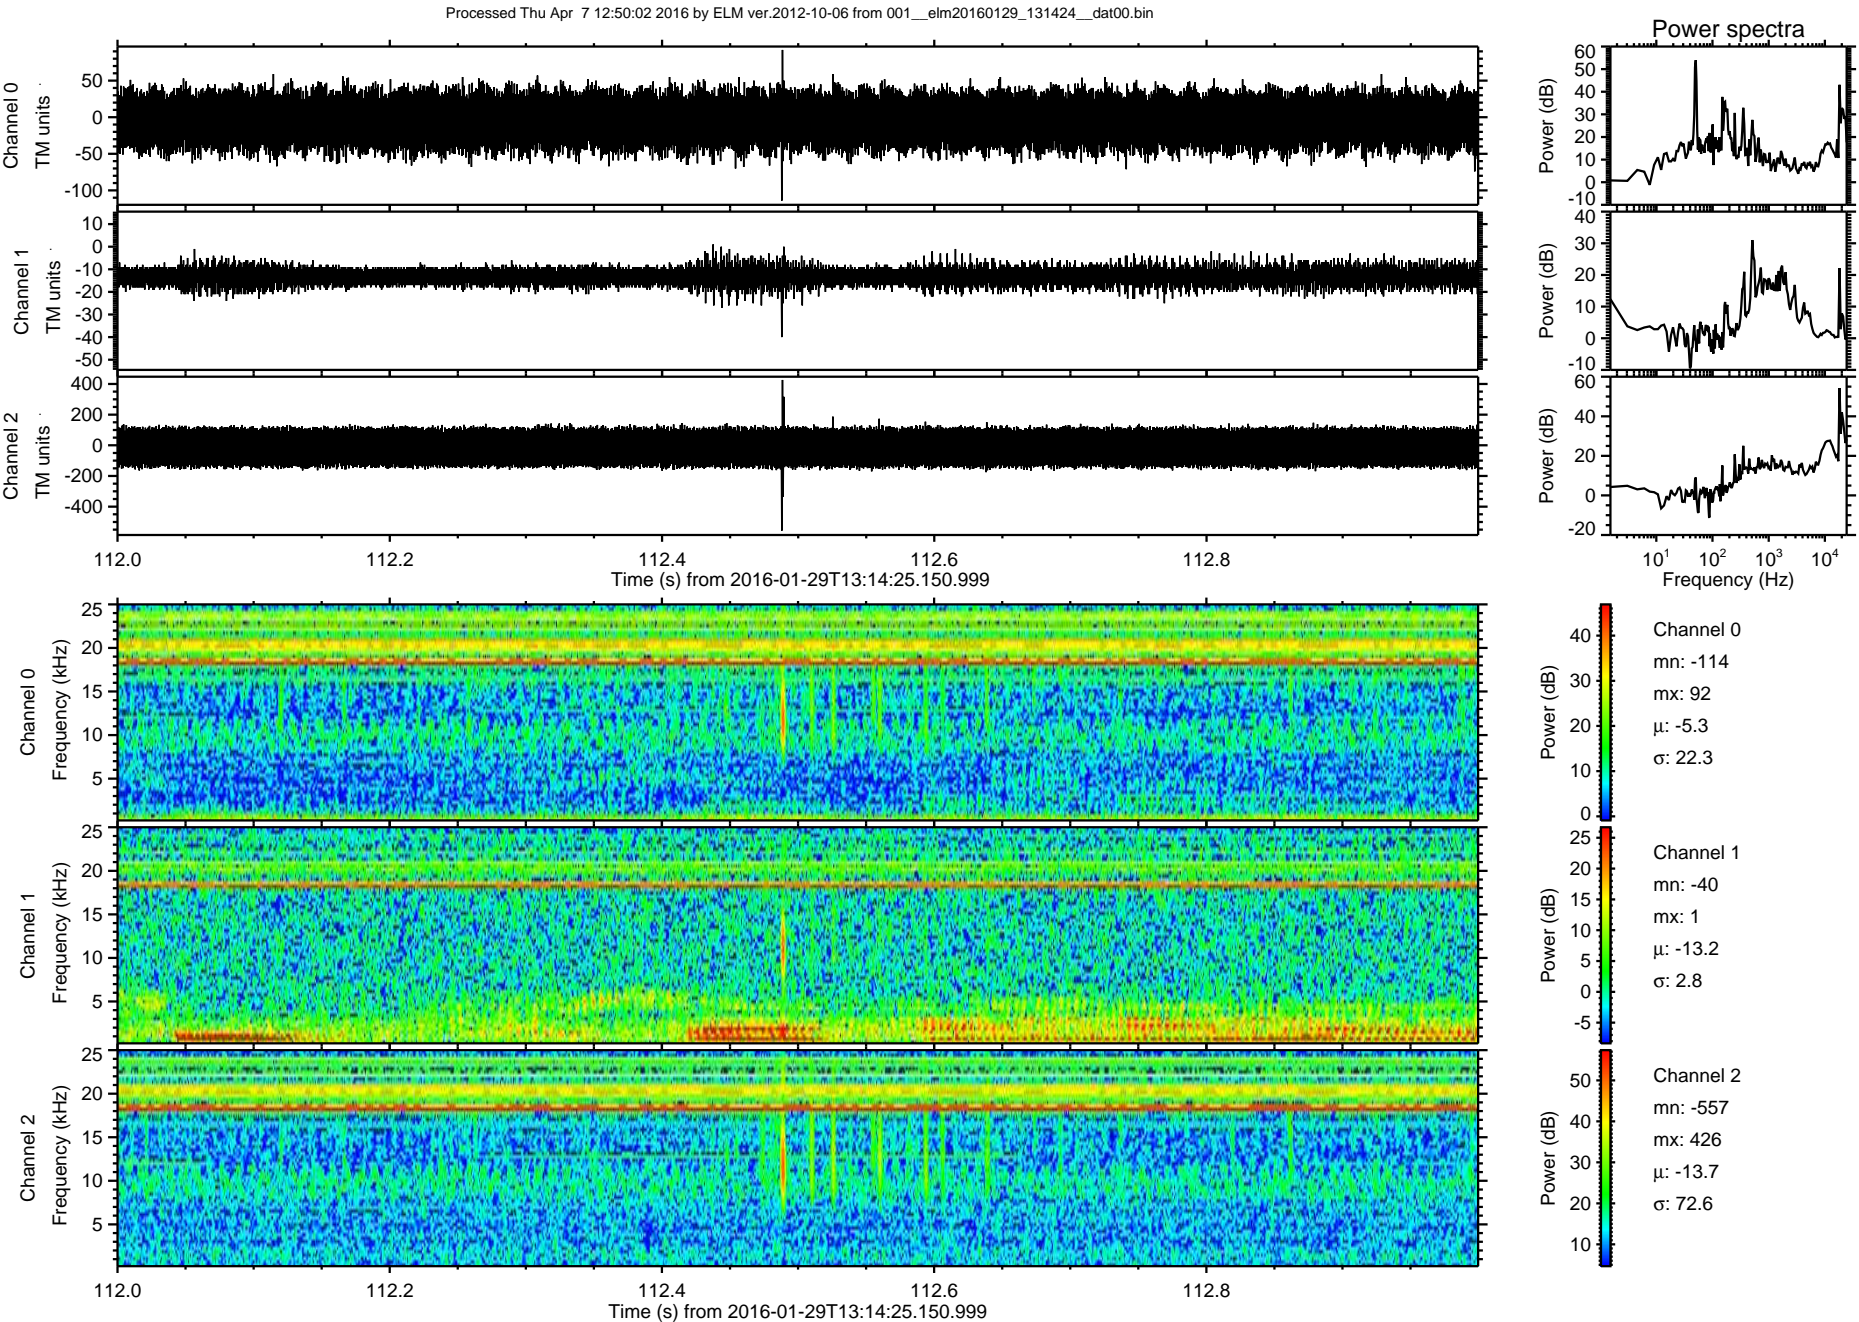 Processed Thu Apr  7 12:50:02 2016 by ELM ver.2012-10-06 from 001__elm20160129_131424__dat00.bin
Power spectra
Channel 0
TM units
50
0
-50
-100
Power (dB)
60
50
40
30
20
10
0
-10
Channel 1
TM units
10
0
-10
-20
-30
-40
-50
Power (dB)
40
30
20
10
0
-10
Channel 2
TM units
400
200
0
-200
-400
Power (dB)
60
40
20
0
-20
112.0 112.2 112.4 112.6 112.8
Time (s) from 2016-01-29T13:14:25.150.999
10¹ 10² 10³ 10⁴
Frequency (Hz)
Channel 0
Frequency (kHz)
25
20
15
10
5
Power (dB)
40
30
20
10
0
Channel 0
mn: -114
mx: 92
μ: -5.3
σ: 22.3
Channel 1
Frequency (kHz)
25
20
15
10
5
Power (dB)
25
20
15
10
5
0
-5
Channel 1
mn: -40
mx: 1
μ: -13.2
σ: 2.8
Channel 2
Frequency (kHz)
25
20
15
10
5
Power (dB)
50
40
30
20
10
Channel 2
mn: -557
mx: 426
μ: -13.7
σ: 72.6
112.0 112.2 112.4 112.6 112.8
Time (s) from 2016-01-29T13:14:25.150.999